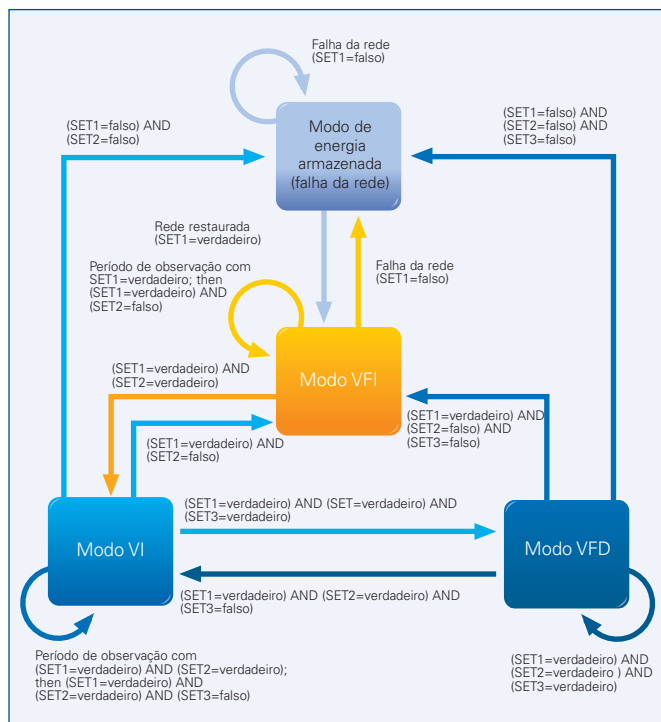 Falha da rede
(SET1=falso)
(SET1=falso) AND
(SET2=falso)
Modo de
energia
armazenada
(falha da rede)
(SET1=falso) AND
(SET2=falso) AND
(SET3=falso)
Rede restaurada
(SET1=verdadeiro)
Período de observação com
SET1=verdadeiro; then
(SET1=verdadeiro) AND
(SET2=falso)
Falha da rede
(SET1=falso)
Modo VFI
(SET1=verdadeiro) AND
(SET2=verdadeiro)
(SET1=verdadeiro) AND
(SET2=falso) AND
(SET3=falso)
(SET1=verdadeiro) AND
(SET2=falso)
Modo VI
(SET1=verdadeiro) AND (SET=verdadeiro) AND
(SET3=verdadeiro)
Modo VFD
(SET1=verdadeiro) AND (SET2=verdadeiro) AND
(SET3=falso)
Período de observação com
(SET1=verdadeiro) AND (SET2=verdadeiro);
then (SET1=verdadeiro) AND
(SET2=verdadeiro) AND (SET3=falso)
(SET1=verdadeiro) AND
(SET2=verdadeiro ) AND
(SET3=verdadeiro)